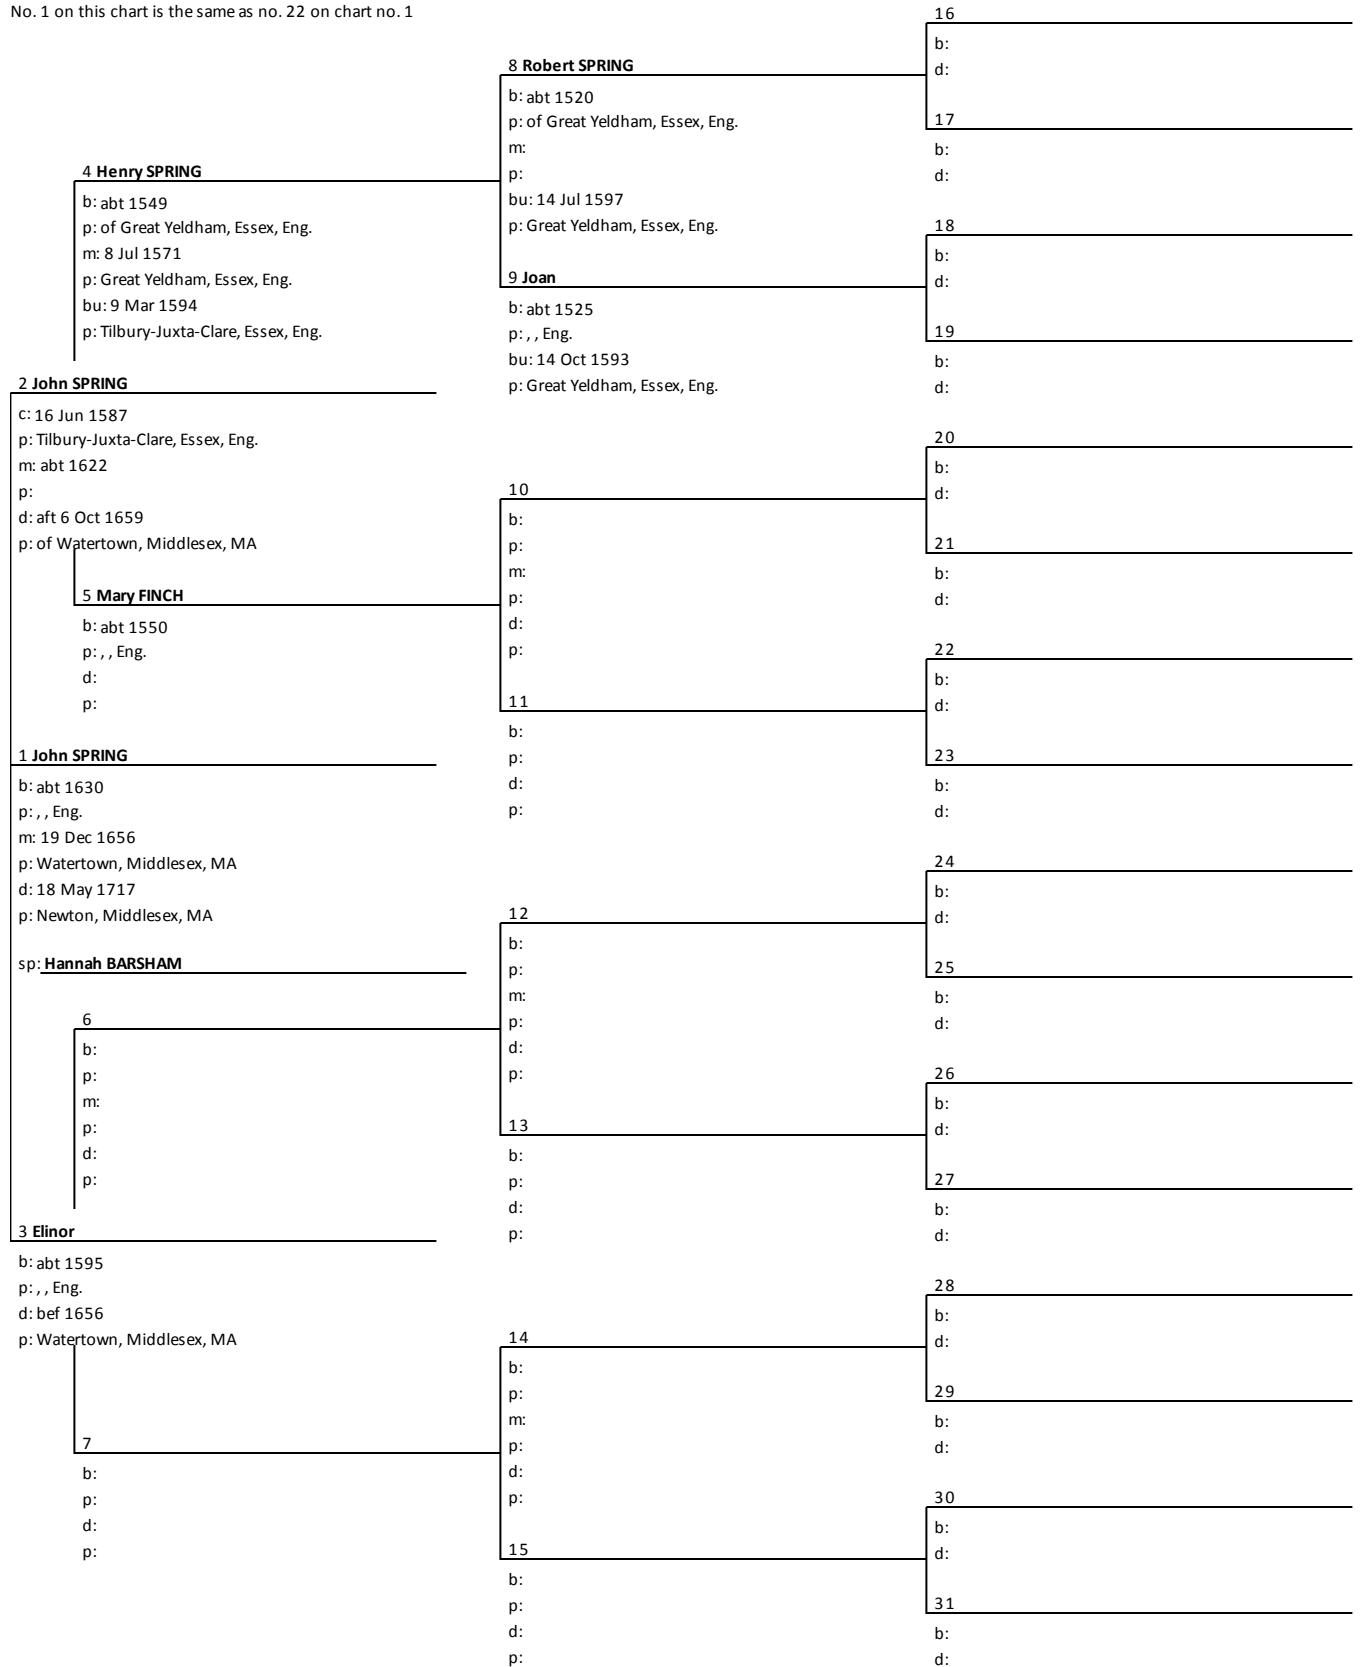 No. 1 on this chart is the same as no. 22 on chart no. 1
16
b:
d:
8 Robert SPRING
b: abt 1520
p: of Great Yeldham, Essex, Eng.
m:
p:
bu: 14 Jul 1597
p: Great Yeldham, Essex, Eng.
17
b:
d:
4 Henry SPRING
b: abt 1549
p: of Great Yeldham, Essex, Eng.
m: 8 Jul 1571
p: Great Yeldham, Essex, Eng.
bu: 9 Mar 1594
p: Tilbury-Juxta-Clare, Essex, Eng.
18
b:
d:
9 Joan
b: abt 1525
p: , , Eng.
bu: 14 Oct 1593
p: Great Yeldham, Essex, Eng.
19
b:
d:
2 John SPRING
c: 16 Jun 1587
p: Tilbury-Juxta-Clare, Essex, Eng.
m: abt 1622
p:
d: aft 6 Oct 1659
p: of Watertown, Middlesex, MA
20
b:
d:
10
b:
p:
m:
p:
d:
p:
21
b:
d:
5 Mary FINCH
b: abt 1550
p: , , Eng.
d:
p:
22
b:
d:
11
b:
p:
d:
p:
23
b:
d:
1 John SPRING
b: abt 1630
p: , , Eng.
m: 19 Dec 1656
p: Watertown, Middlesex, MA
d: 18 May 1717
p: Newton, Middlesex, MA
sp: Hannah BARSHAM
24
b:
d:
12
b:
p:
m:
p:
d:
p:
25
b:
d:
6
b:
p:
m:
p:
d:
p:
26
b:
d:
13
b:
p:
d:
p:
27
b:
d:
3 Elinor
b: abt 1595
p: , , Eng.
d: bef 1656
p: Watertown, Middlesex, MA
28
b:
d:
14
b:
p:
m:
p:
d:
p:
29
b:
d:
7
b:
p:
d:
p:
30
b:
d:
15
b:
p:
d:
p:
31
b:
d: